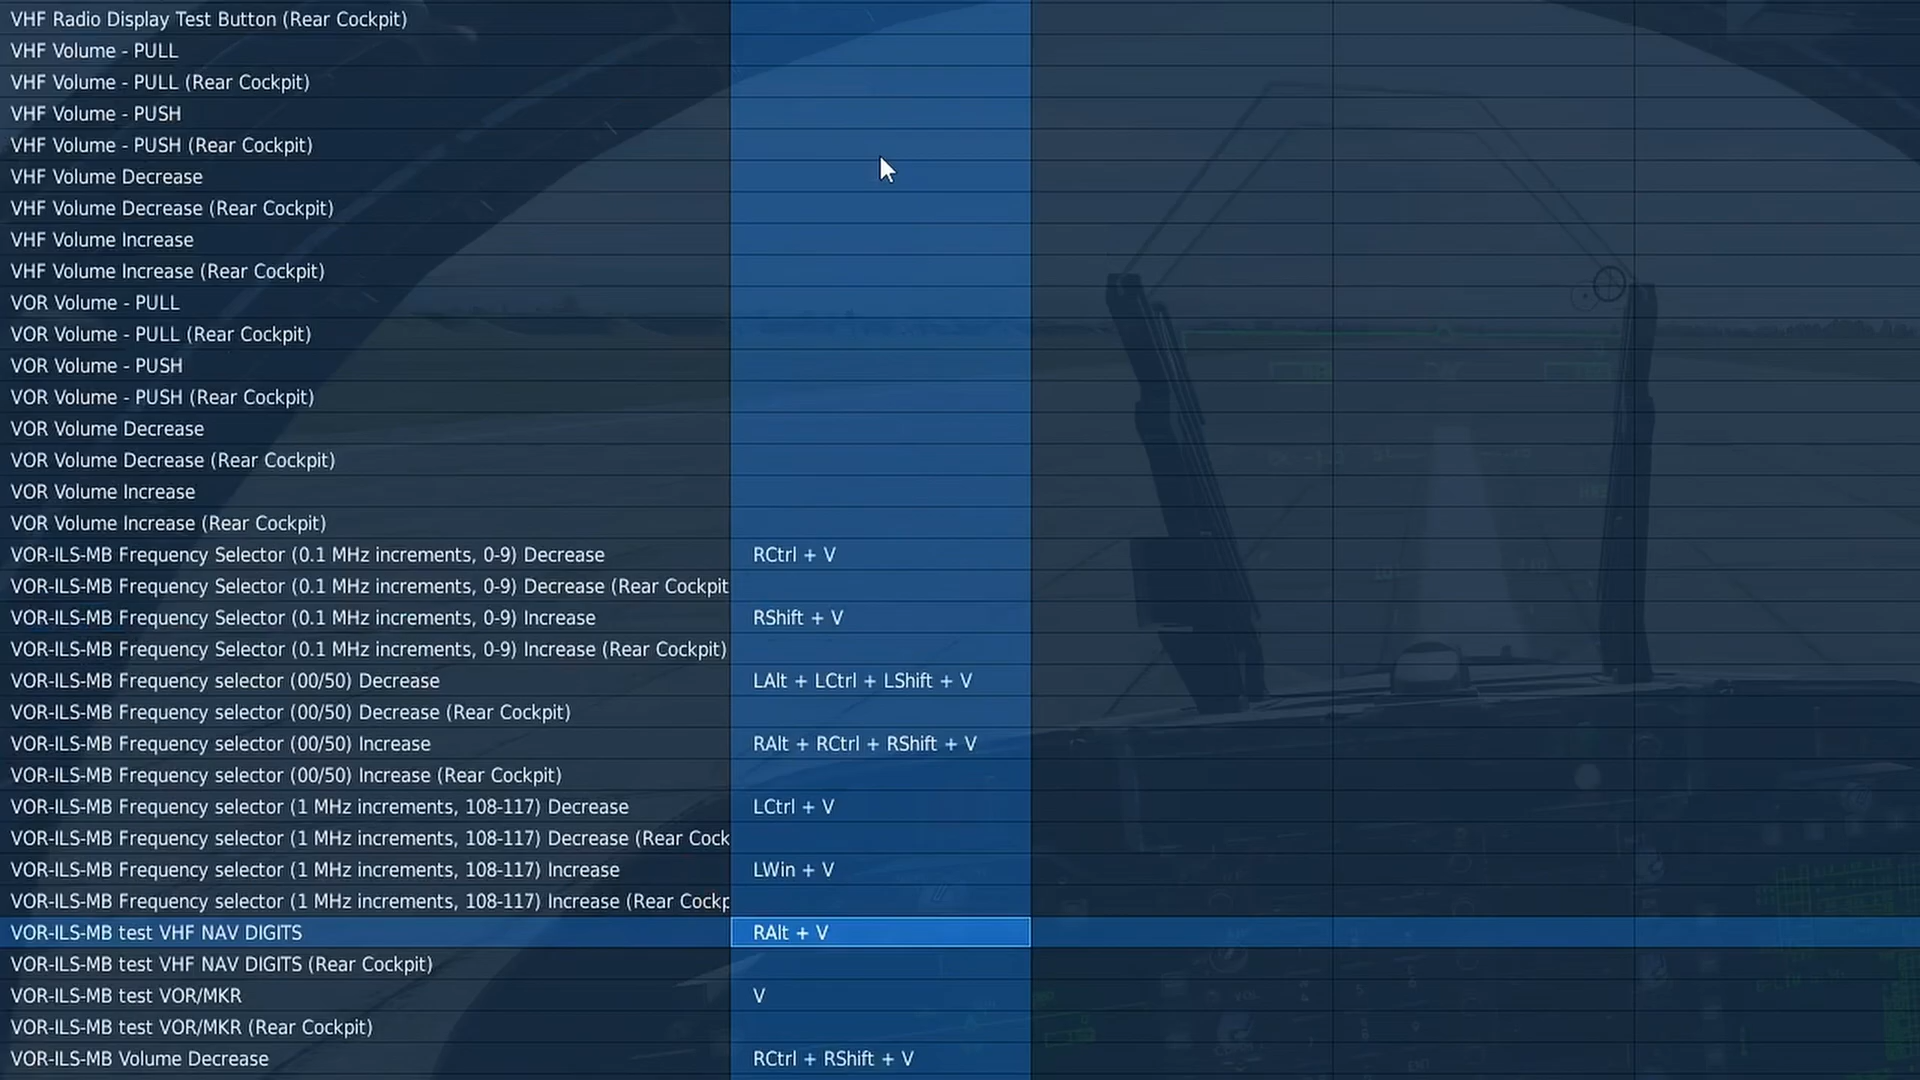 VHF Radio Display Test Button (Rear Cockpit)
VHF Volume - PULL
VHF Volume - PULL (Rear Cockpit)
VHF Volume - PUSH
VHF Volume - PUSH (Rear Cockpit)
VHF Volume Decrease
VHF Volume Decrease (Rear Cockpit)
VHF Volume Increase
VHF Volume Increase (Rear Cockpit)
VOR Volume - PULL
VOR Volume - PULL (Rear Cockpit)
VOR Volume - PUSH
VOR Volume - PUSH (Rear Cockpit)
VOR Volume Decrease
VOR Volume Decrease (Rear Cockpit)
VOR Volume Increase
VOR Volume Increase (Rear Cockpit)
VOR-ILS-MB Frequency Selector (0.1 MHz increments, 0-9) Decrease RCtrl + V
VOR-ILS-MB Frequency Selector (0.1 MHz increments, 0-9) Decrease (Rear Cockpit
VOR-ILS-MB Frequency Selector (0.1 MHz increments, 0-9) Increase RShift + V
VOR-ILS-MB Frequency Selector (0.1 MHz increments, 0-9) Increase (Rear Cockpit)
VOR-ILS-MB Frequency selector (00/50) Decrease LAlt + LCtrl + LShift + V
VOR-ILS-MB Frequency selector (00/50) Decrease (Rear Cockpit)
VOR-ILS-MB Frequency selector (00/50) Increase RAlt + RCtrl + RShift + V
VOR-ILS-MB Frequency selector (00/50) Increase (Rear Cockpit)
VOR-ILS-MB Frequency selector (1 MHz increments, 108-117) Decrease LCtrl + V
VOR-ILS-MB Frequency selector (1 MHz increments, 108-117) Decrease (Rear Cock
VOR-ILS-MB Frequency selector (1 MHz increments, 108-117) Increase LWin + V
VOR-ILS-MB Frequency selector (1 MHz increments, 108-117) Increase (Rear Cockp
VOR-ILS-MB test VHF NAV DIGITS RAlt + V
VOR-ILS-MB test VHF NAV DIGITS (Rear Cockpit)
VOR-ILS-MB test VOR/MKR V
VOR-ILS-MB test VOR/MKR (Rear Cockpit)
VOR-ILS-MB Volume Decrease RCtrl + RShift + V